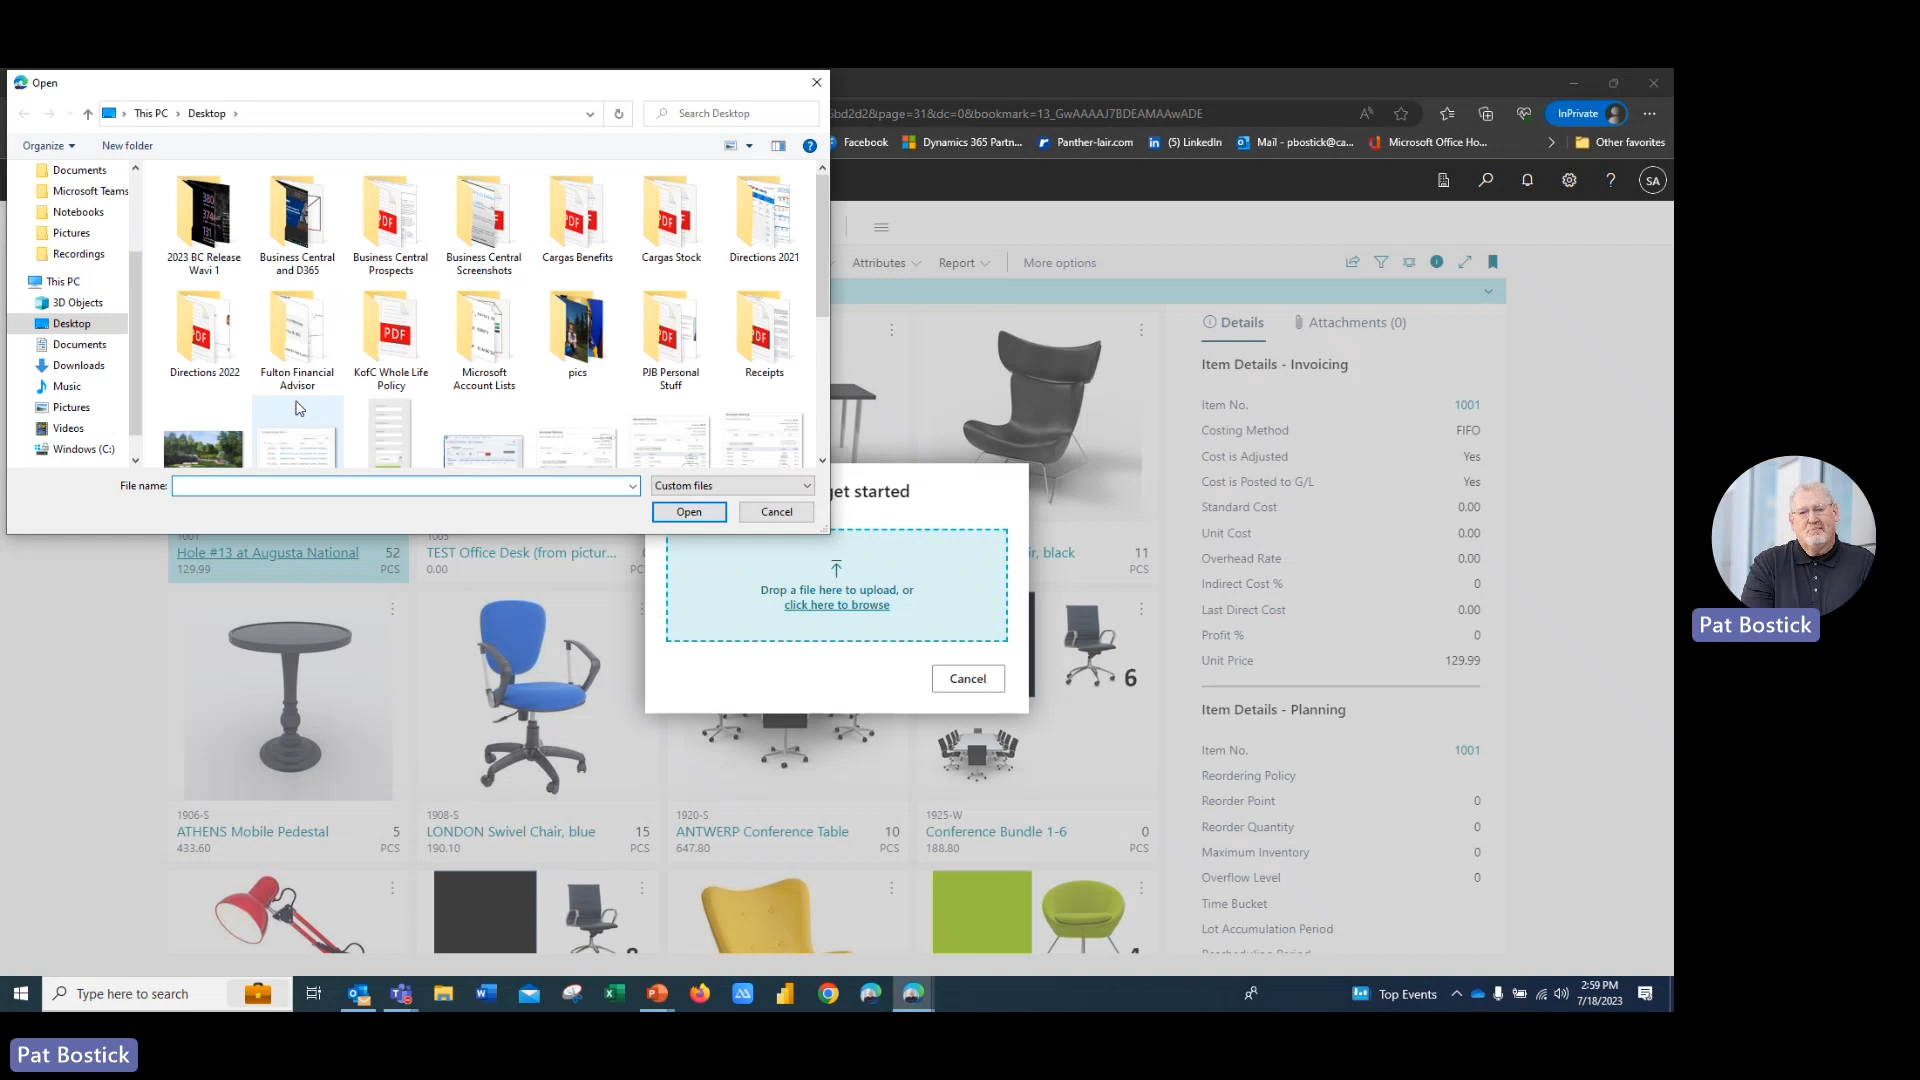 Open
This PC
Desktop
Search Desktop
Organize
New folder
Documents
Microsoft Teams
Notebooks
Pictures
Recordings
This PC
3D Objects
Desktop
Documents
Downloads
Music
Pictures
Videos
Windows (C:)
2023 BC Release
Wavi 1
Business Central
and D365
Business Central
Prospects
Business Central
Screenshots
Cargas Benefits
Cargas Stock
Directions 2021
Directions 2022
Fulton Financial
Advisor
KofC Whole Life
Policy
Microsoft
Account Lists
pics
PJB Personal
Stuff
Receipts
File name:
Custom files
Open
Cancel
6bd2d2&page=31&dc=0&bookmark=13_GwAAAAJ7BDEAMAAwADE
InPrivate
Facebook
Dynamics 365 Partn...
Panther-lair.com
(5) LinkedIn
Mail - pbostick@ca...
Microsoft Office Ho...
Other favorites
SA
Attributes
Report
More options
get started
Drop a file here to upload, or
click here to browse
Cancel
1001
Hole #13 at Augusta National 52
129.99 PCS
1005
TEST Office Desk (from pictur...
0.00
ir, black 11
PCS
1906-S
ATHENS Mobile Pedestal 5
433.60 PCS
1908-S
LONDON Swivel Chair, blue 15
190.10 PCS
1920-S
ANTWERP Conference Table 10
647.80 PCS
6
1925-W
Conference Bundle 1-6 0
188.80 PCS
Details
Attachments (0)
Item Details - Invoicing
Item No. 1001
Costing Method FIFO
Cost is Adjusted Yes
Cost is Posted to G/L Yes
Standard Cost 0.00
Unit Cost 0.00
Overhead Rate 0.00
Indirect Cost % 0
Last Direct Cost 0.00
Profit % 0
Unit Price 129.99
Item Details - Planning
Item No. 1001
Reordering Policy
Reorder Point 0
Reorder Quantity 0
Maximum Inventory 0
Overflow Level 0
Time Bucket
Lot Accumulation Period
Rescheduling Period
Type here to search
Top Events
2:59 PM
7/18/2023
Pat Bostick
Pat Bostick